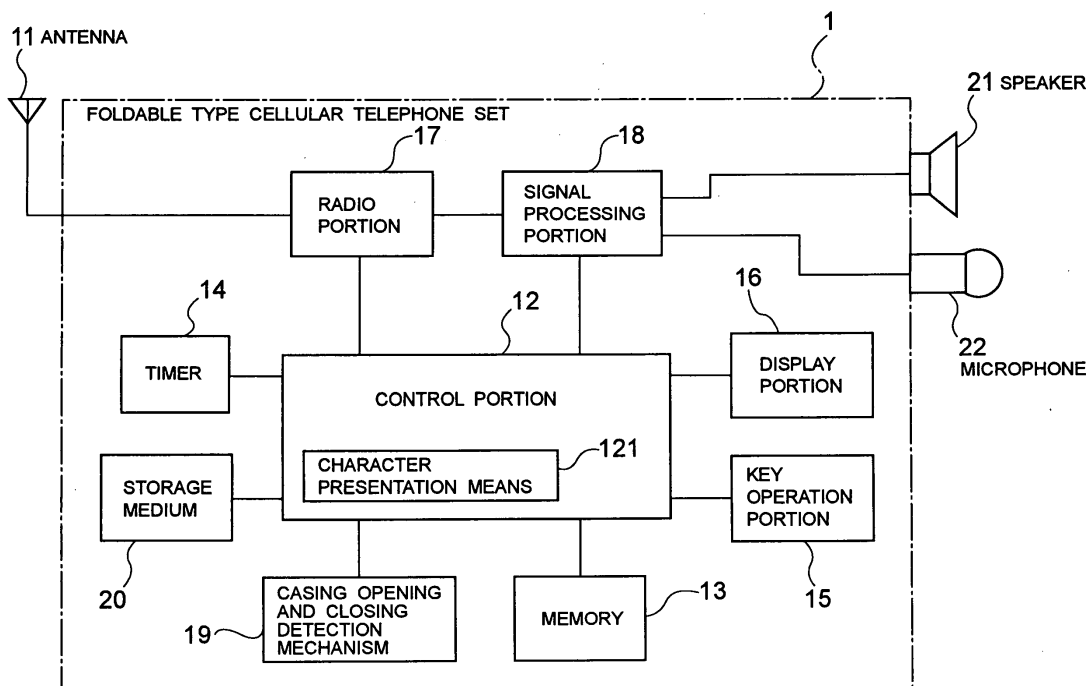 1
11 ANTENNA
21 SPEAKER
FOLDABLE TYPE CELLULAR TELEPHONE SET
17
18
RADIO
PORTION
SIGNAL
PROCESSING
PORTION
14
12
16
22
MICROPHONE
TIMER
DISPLAY
PORTION
CONTROL PORTION
121
CHARACTER
PRESENTATION MEANS
STORAGE
MEDIUM
KEY
OPERATION
PORTION
20
19
CASING OPENING
AND CLOSING
DETECTION
MECHANISM
MEMORY
13
15